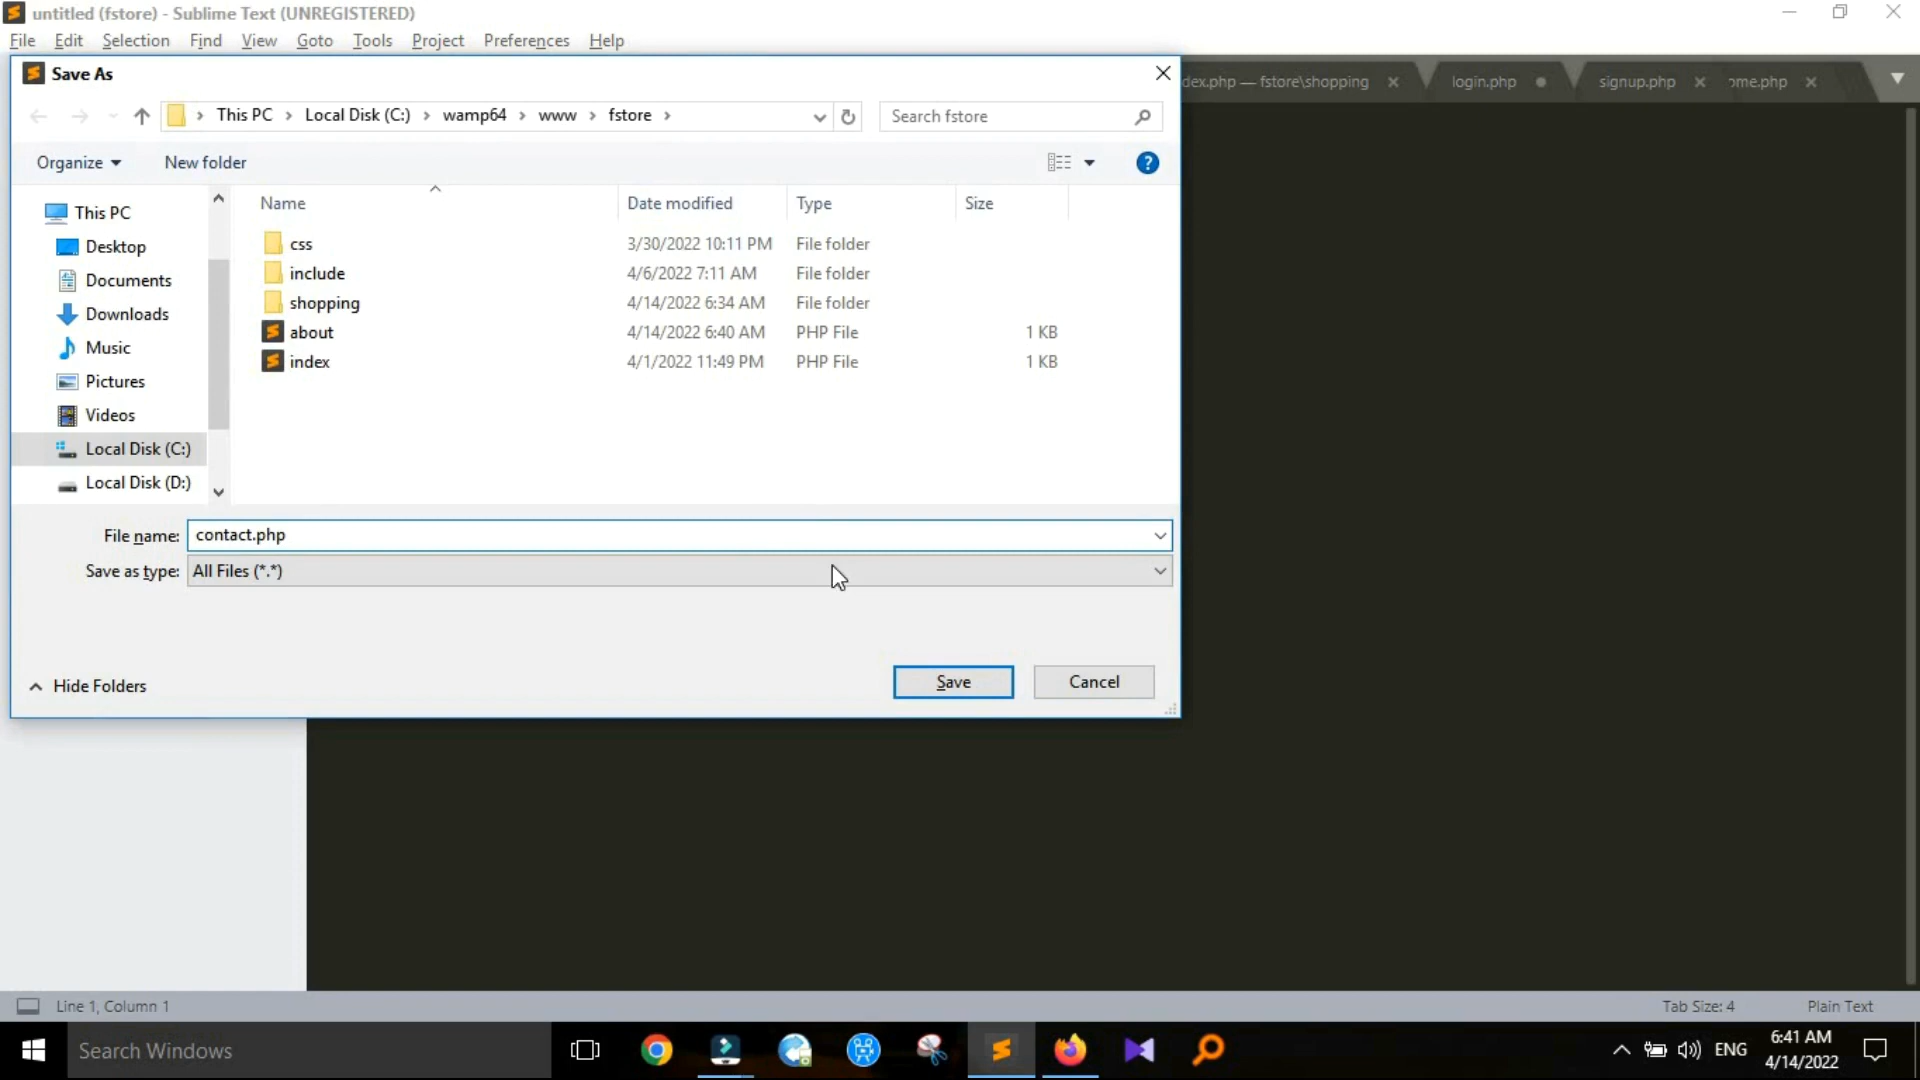 untitled (fstore) - Sublime Text (UNREGISTERED)
File Edit Selection Find View Goto Tools Project Preferences Help
Save As
dex.php — fstore\shopping login.php signup.php ome.php
This PC Local Disk (C:) wamp64 www fstore
Search fstore
Organize New folder
Name Date modified Type Size
css 3/30/2022 10:11 PM File folder
include 4/6/2022 7:11 AM File folder
shopping 4/14/2022 6:34 AM File folder
about 4/14/2022 6:40 AM PHP File 1 KB
index 4/1/2022 11:49 PM PHP File 1 KB
This PC
Desktop
Documents
Downloads
Music
Pictures
Videos
Local Disk (C:)
Local Disk (D:)
File name: contact.php
Save as type: All Files (*.*)
Hide Folders
Save Cancel
Line 1, Column 1 Tab Size: 4 Plain Text
Search Windows
ENG
6:41 AM
4/14/2022